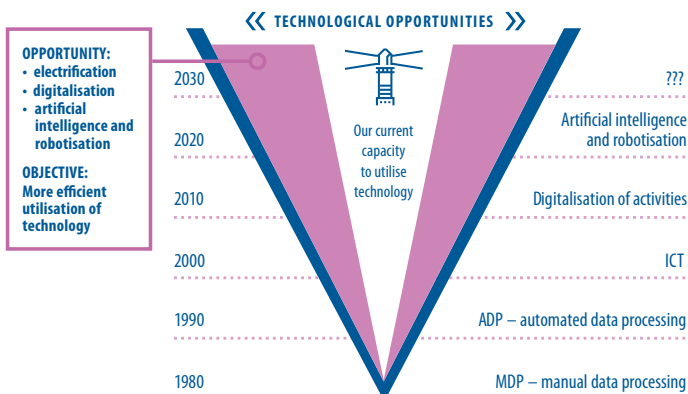 TECHNOLOGICAL OPPORTUNITIES
OPPORTUNITY:
• electrification
• digitalisation
• artificial
intelligence and
robotisation
OBJECTIVE:
More efficient
utilisation of
technology
Our current
capacity
to utilise
technology
2030
???
2020
Artificial intelligence
and robotisation
2010
Digitalisation of activities
2000
ICT
1990
ADP – automated data processing
1980
MDP – manual data processing